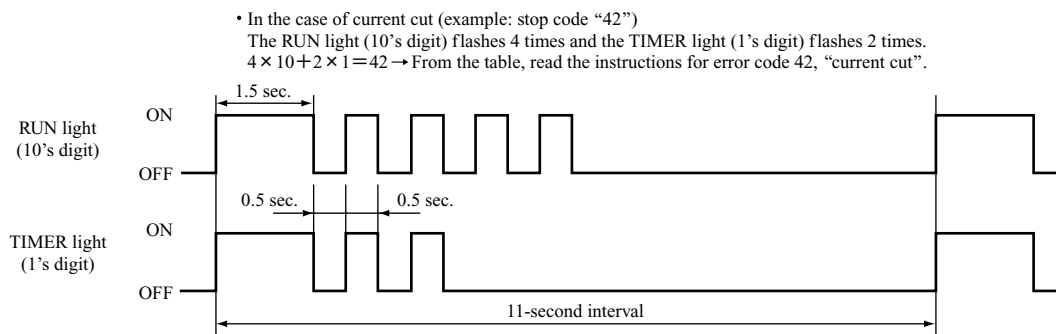 • In the case of current cut (example: stop code “42”)
The RUN light (10’s digit) flashes 4 times and the TIMER light (1’s digit) flashes 2 times.
4×10+2×1=42→From the table, read the instructions for error code 42, “current cut”.
1.5 sec.
RUN light
(10’s digit)
ON
OFF
0.5 sec.
0.5 sec.
TIMER light
(1’s digit)
ON
OFF
11-second interval